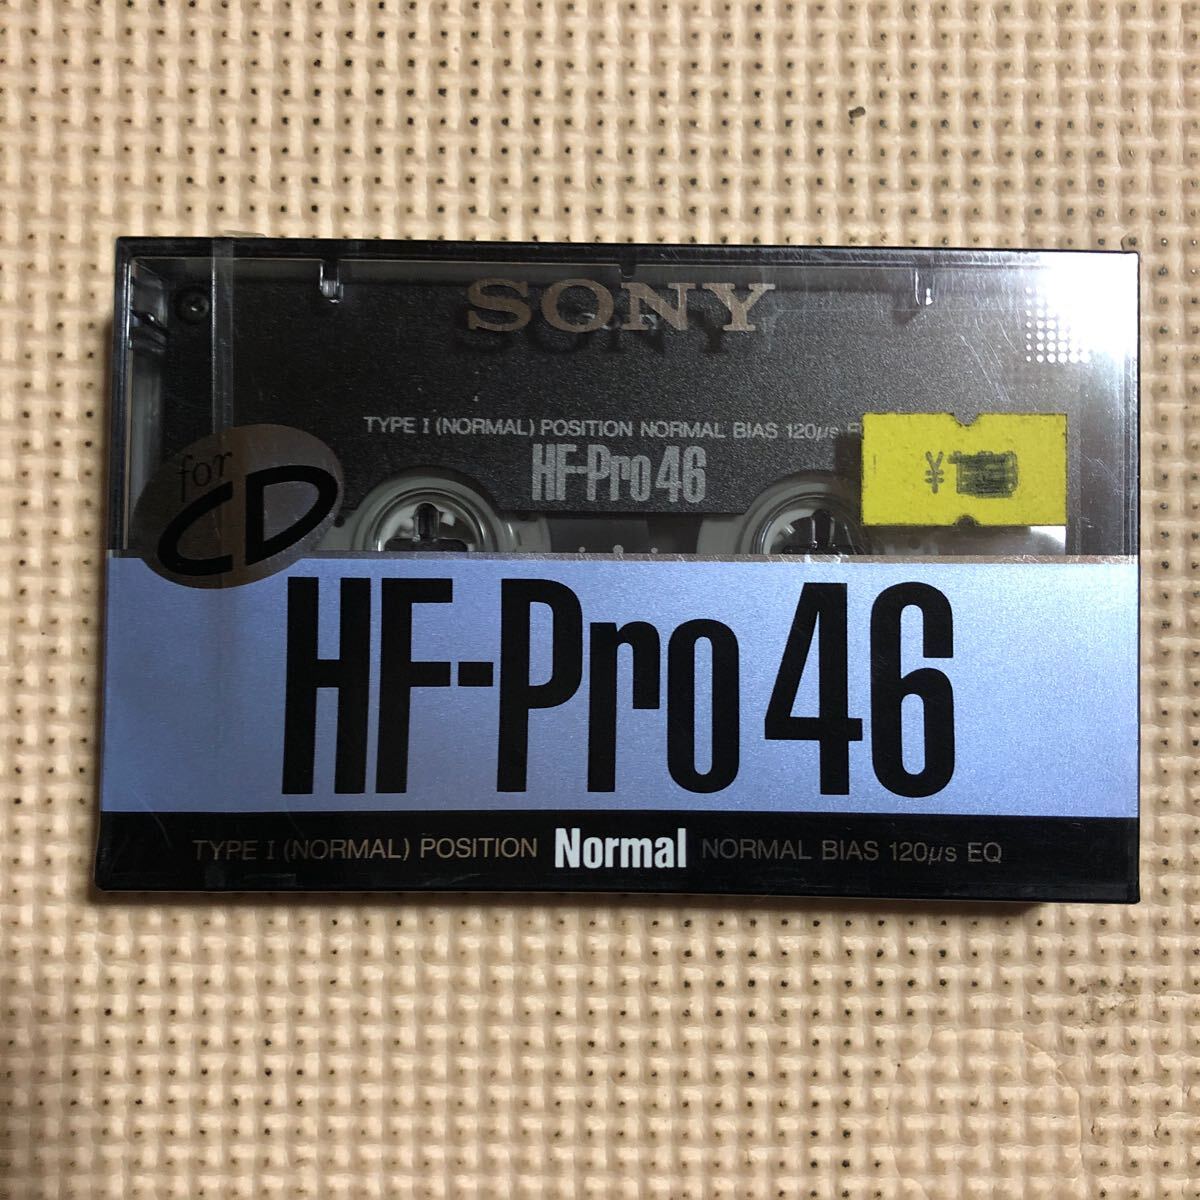 SONY
TYPE I (NORMAL) POSITION NORMAL BIAS 120µs
HF-Pro 46
¥
for
CD
HF-Pro 46
TYPE I (NORMAL) POSITION Normal NORMAL BIAS 120µs EQ